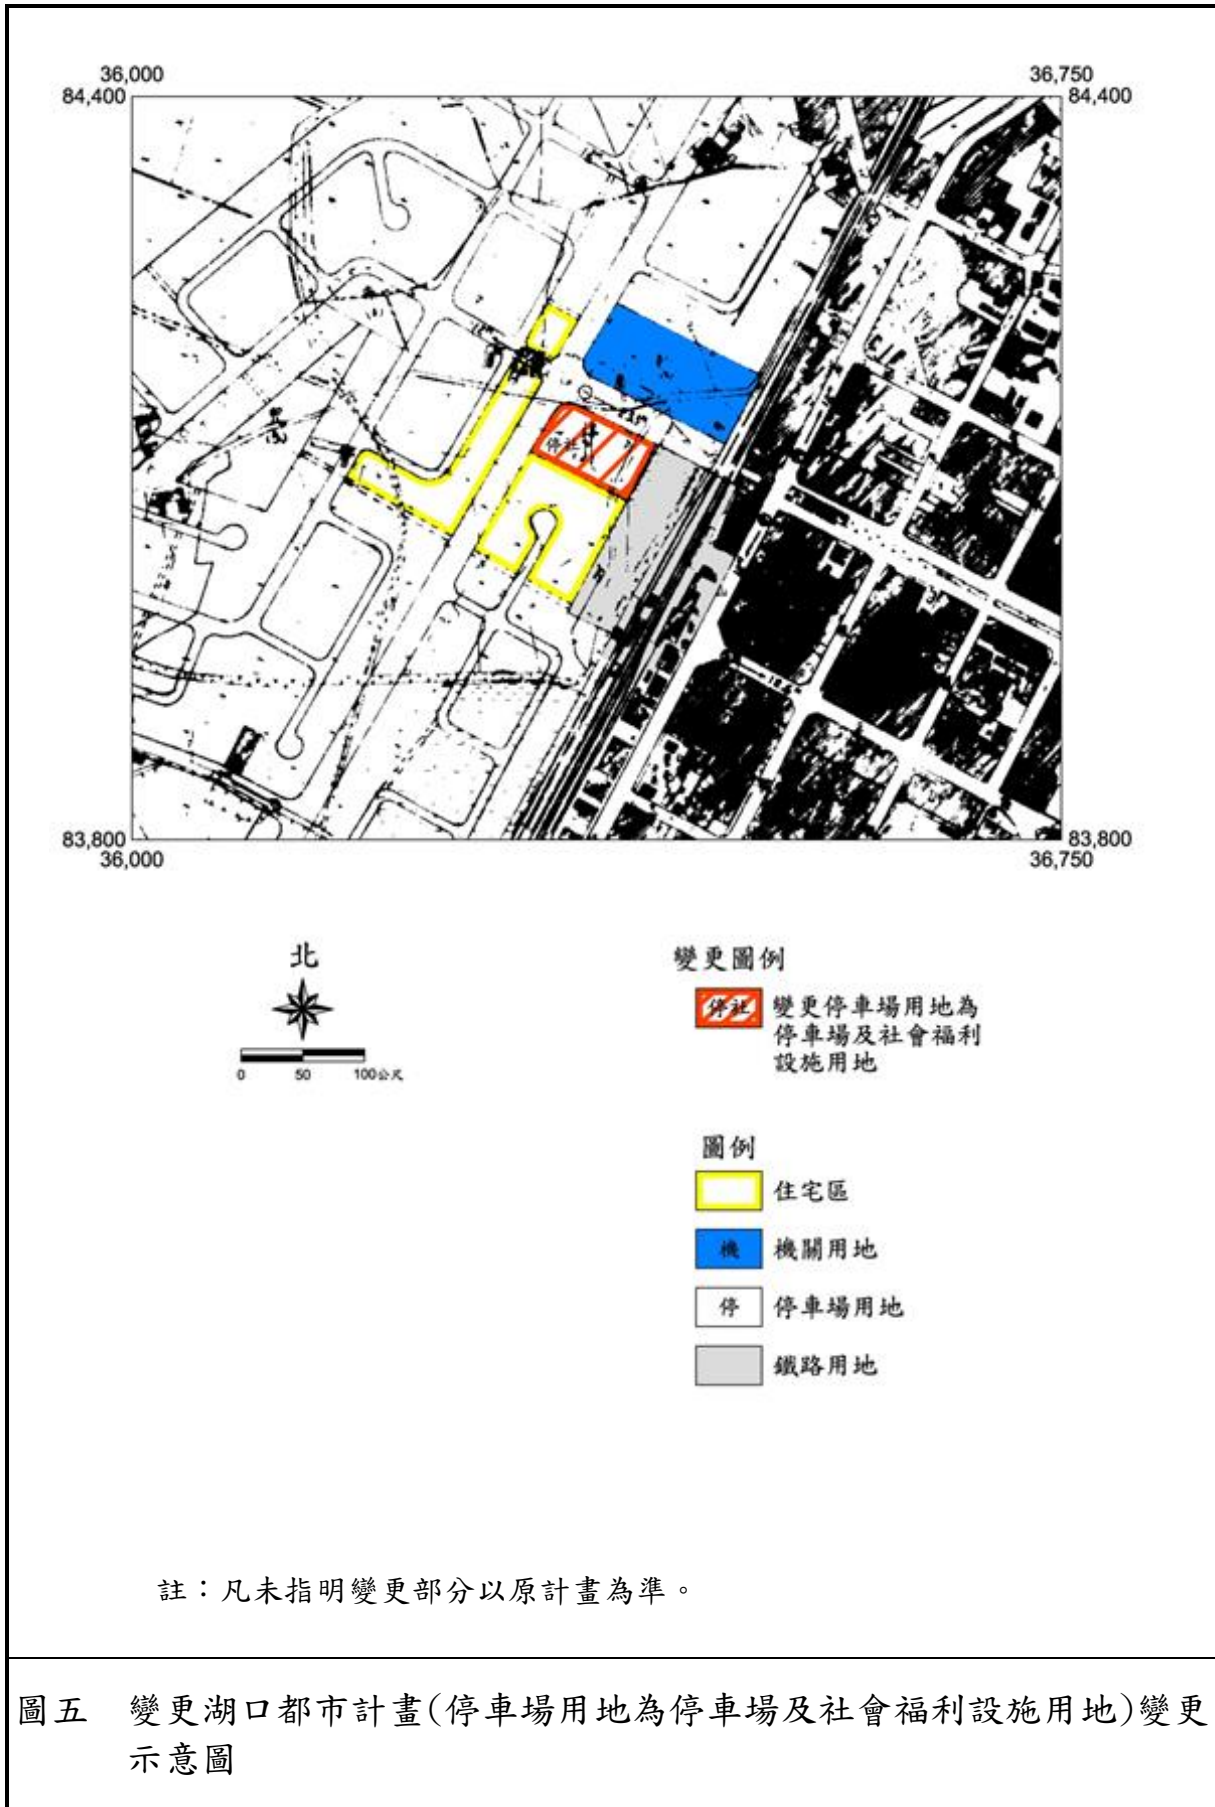 36,000
36,750
84,400
84,400
停社
83,800
83,800
36,000
36,750
北
0 50 100公尺
變更圖例
停社 變更停車場用地為
停車場及社會福利
設施用地
圖例
住宅區
機 機關用地
停 停車場用地
鐵路用地
註：凡未指明變更部分以原計畫為準。
圖五 變更湖口都市計畫(停車場用地為停車場及社會福利設施用地)變更
示意圖